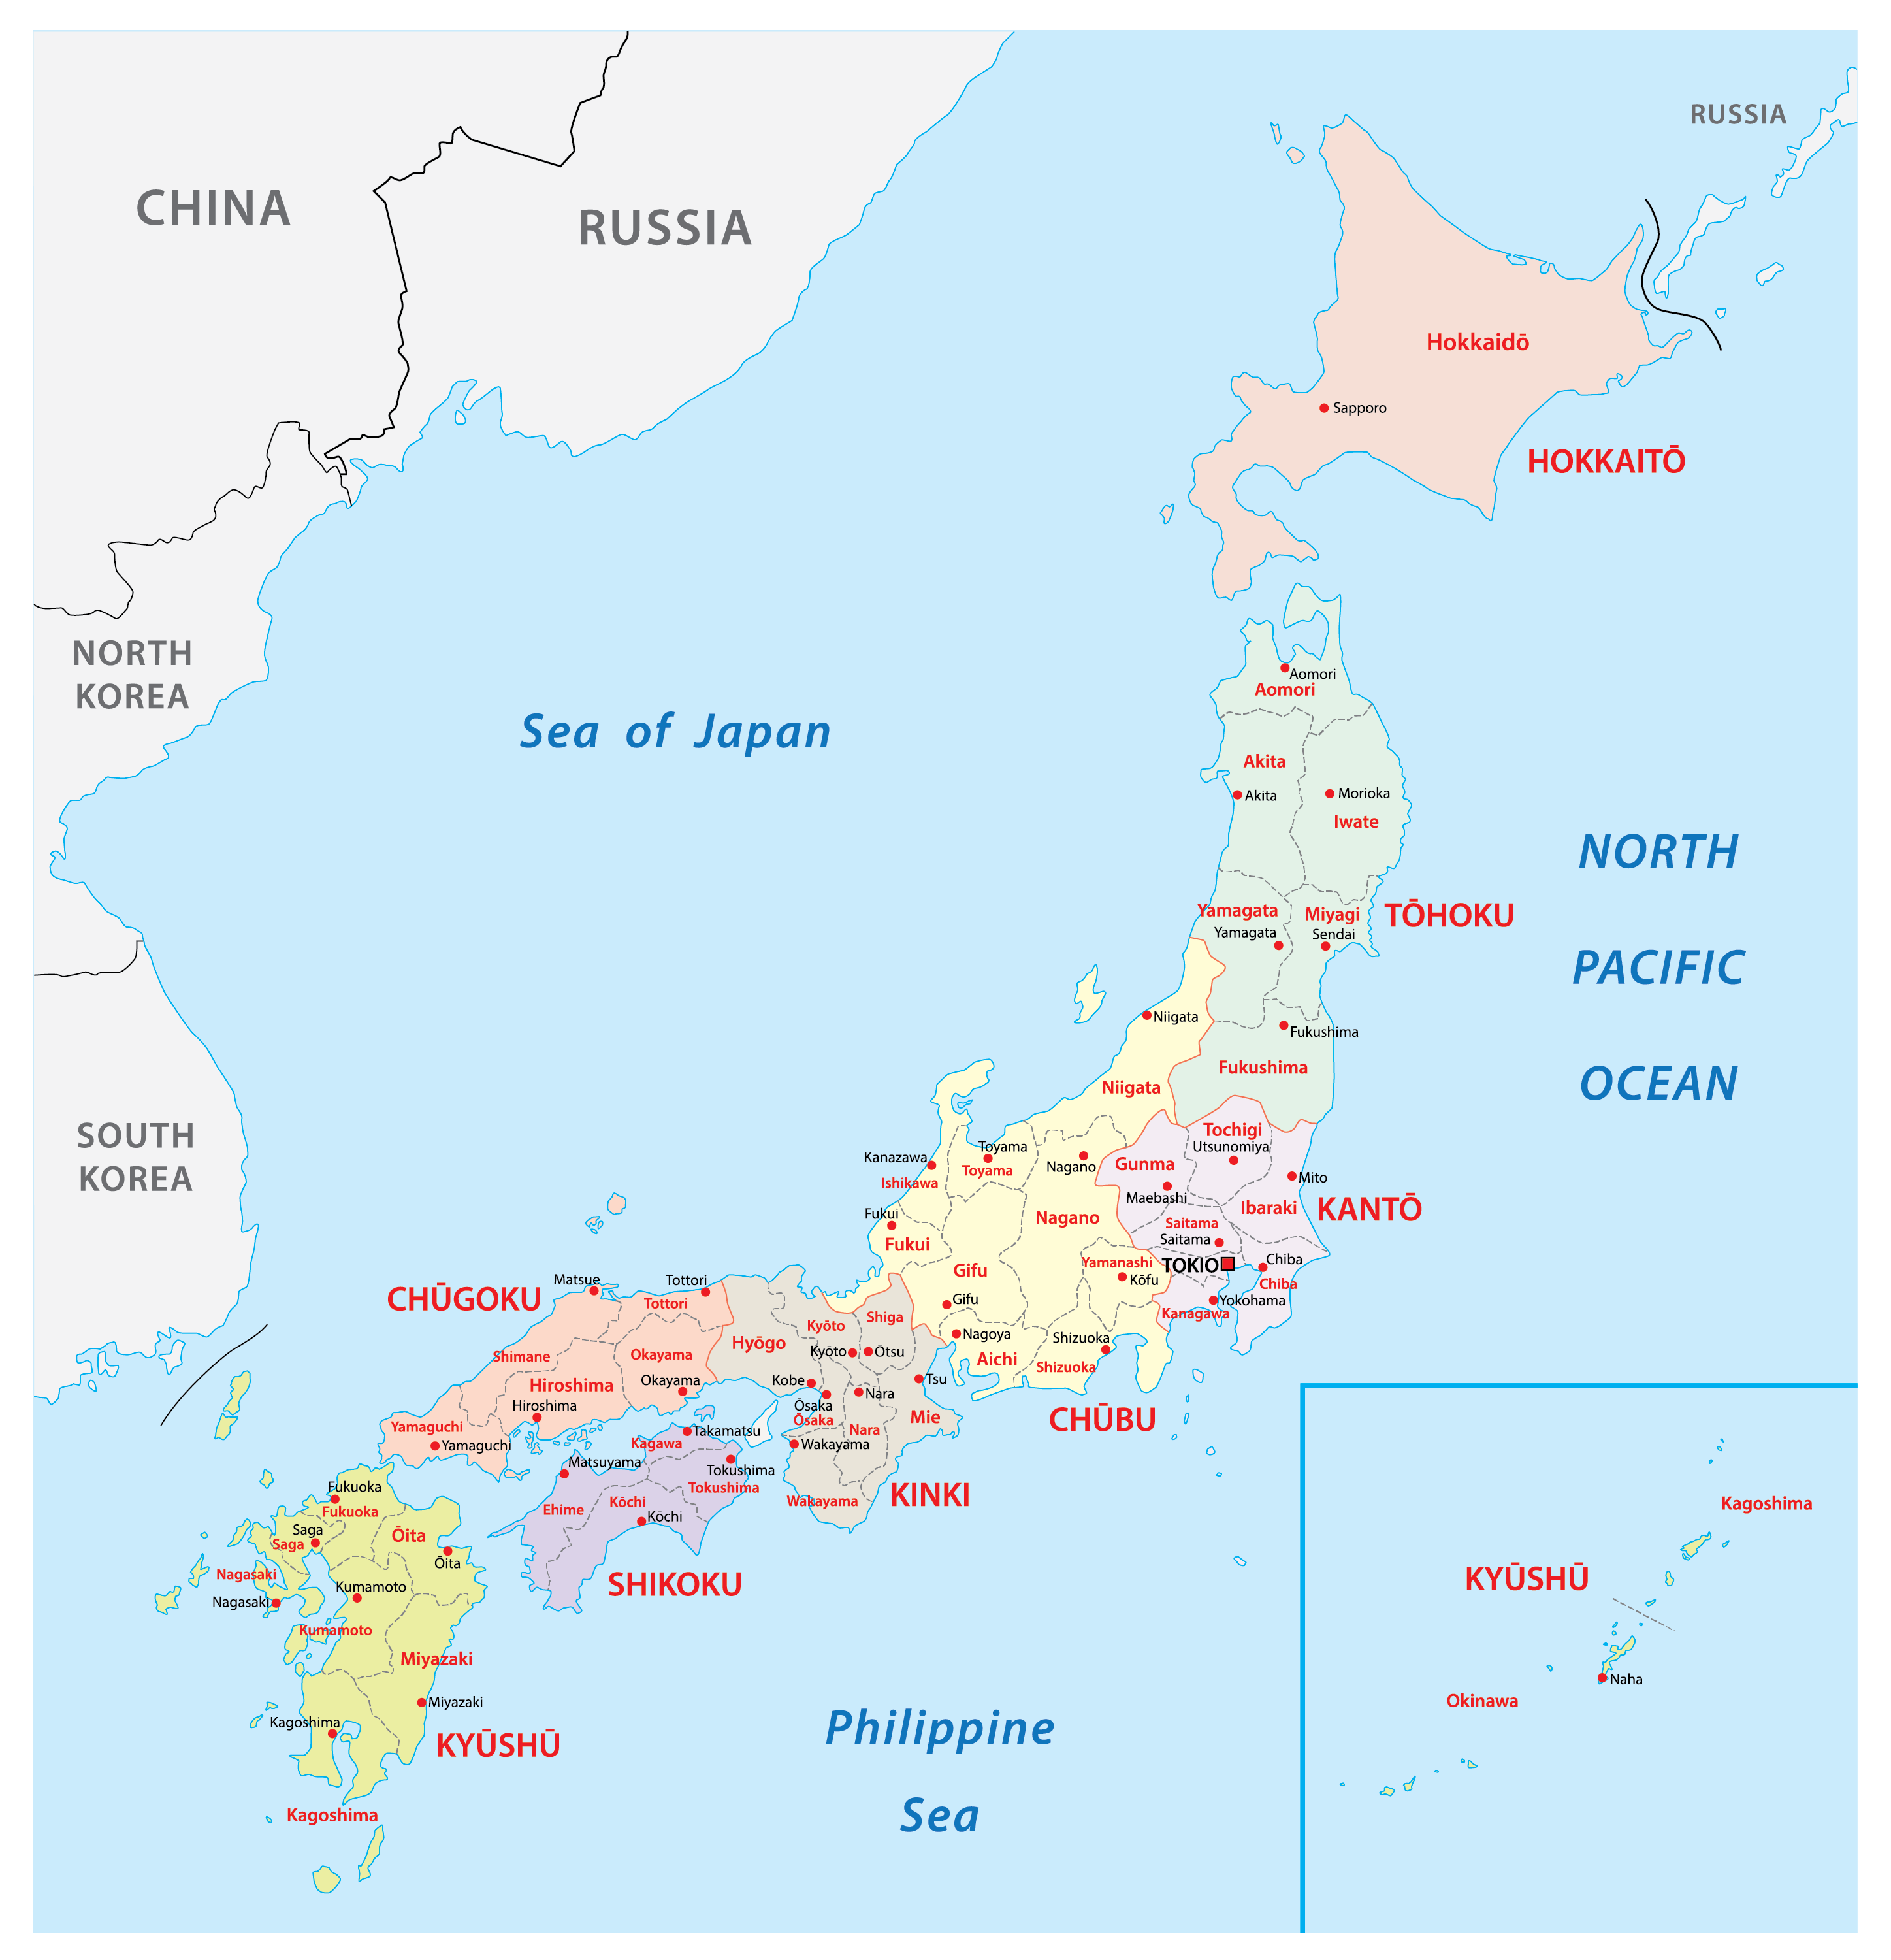 RUSSIA
CHINA
RUSSIA
Hokkaidō
Sapporo
HOKKAITŌ
NORTH
KOREA
Aomori
Aomori
Sea of Japan
Akita
Akita
Morioka
Iwate
NORTH
PACIFIC
OCEAN
Yamagata
Yamagata
Miyagi
Sendai
TŌHOKU
Niigata
Fukushima
Fukushima
Niigata
SOUTH
KOREA
Tochigi
Utsunomiya
Toyama
Toyama
Kanazawa
Ishikawa
Nagano
Gunma
Maebashi
Mito
Ibaraki
KANTŌ
Fukui
Fukui
Nagano
Saitama
Saitama
Gifu
Yamanashi
Kōfu
TOKIO
Chiba
Chiba
Matsue
Tottori
Tottori
CHŪGOKU
Gifu
Yokohama
Kanagawa
Shiga
Kyōto
Hyōgo
Nagoya
Shizuoka
Shizuoka
Shimane
Okayama
Okayama
Kyōto
Ōtsu
Aichi
Hiroshima
Hiroshima
Kobe
Nara
Tsu
Ōsaka
Ōsaka
Mie
Nara
CHŪBU
Yamaguchi
Yamaguchi
Kagawa
Takamatsu
Wakayama
Matsuyama
Tokushima
Tokushima
Wakayama
KINKI
Fukuoka
Fukuoka
Ehime
Kōchi
Kōchi
Saga
Saga
Ōita
Ōita
Nagasaki
Nagasaki
Kumamoto
Kumamoto
SHIKOKU
Miyazaki
Miyazaki
Kagoshima
KYŪSHŪ
Kagoshima
Philippine
Sea
Kagoshima
KYŪSHŪ
Naha
Okinawa